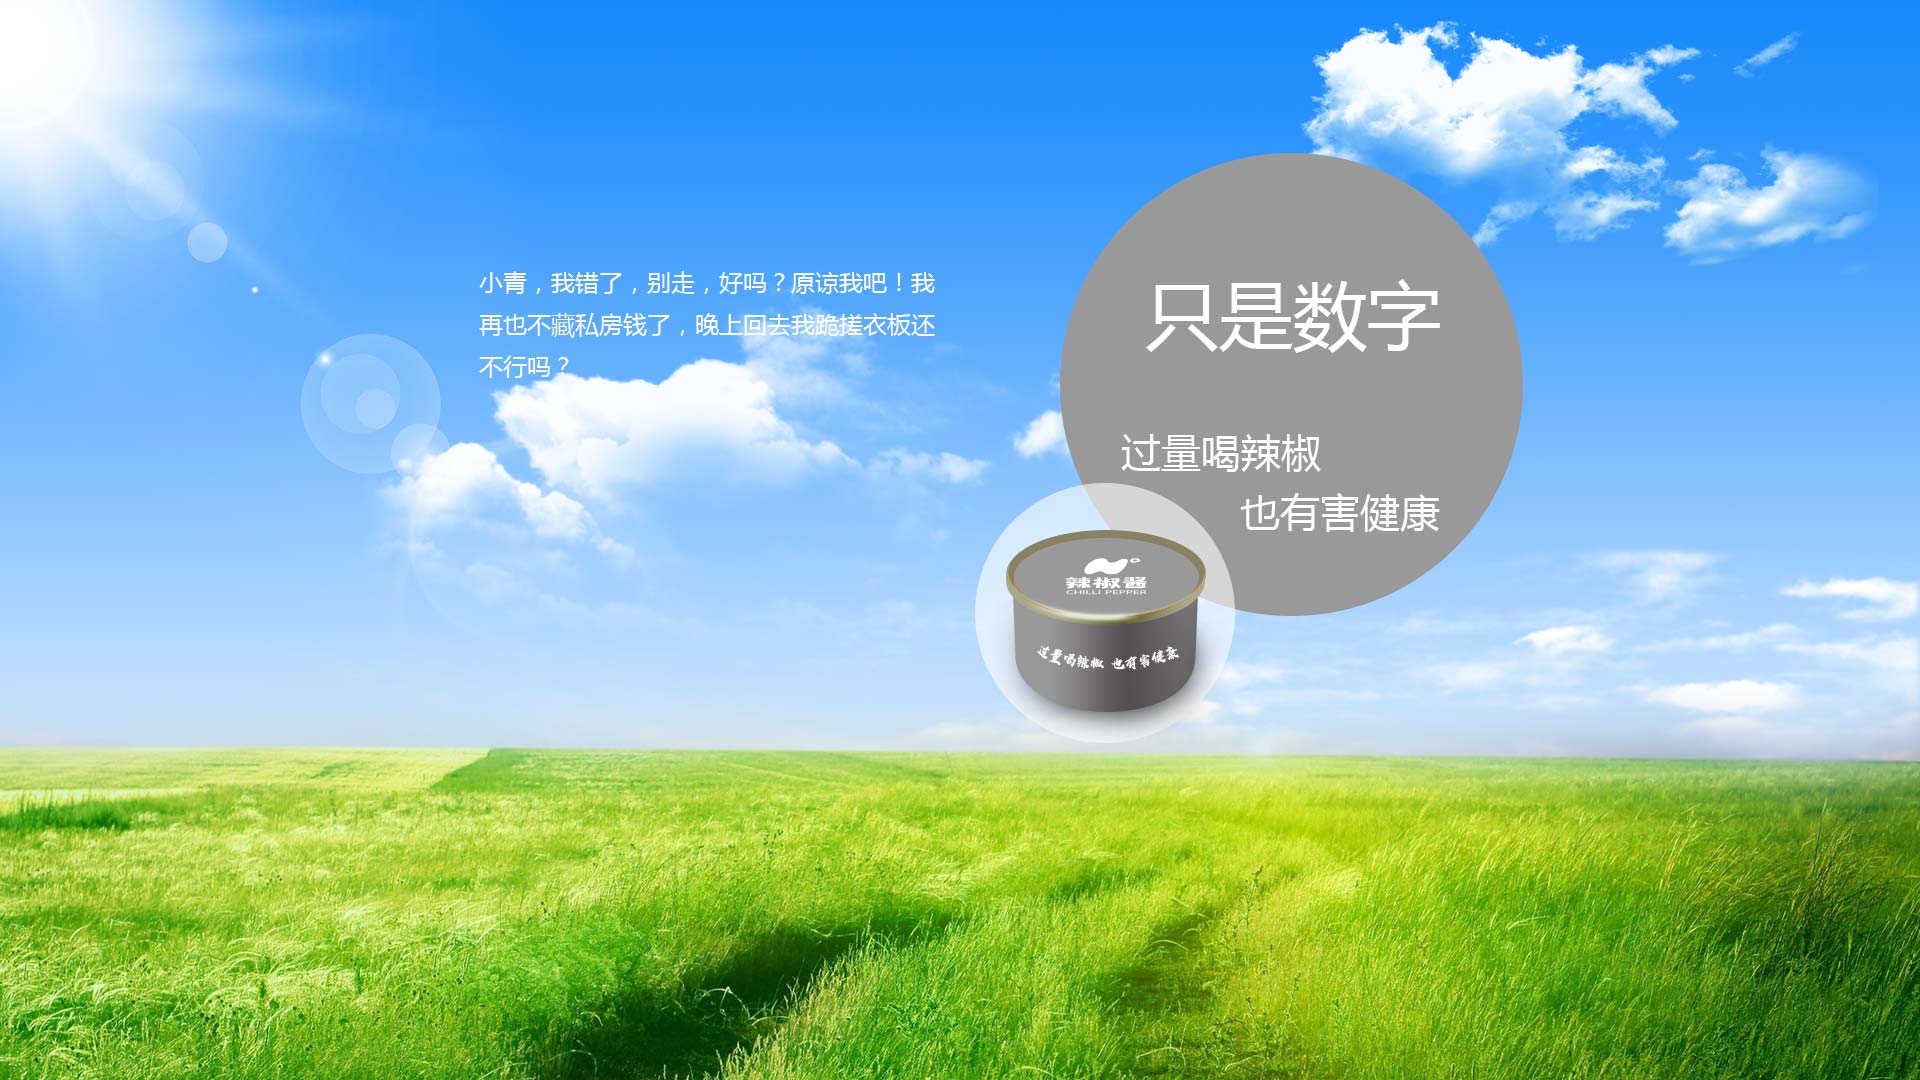 小青，我错了，别走，好吗？原谅我吧！我
再也不藏私房钱了，晚上回去我跪搓衣板还
不行吗？
只是数字
过量喝辣椒
也有害健康
辣椒酱
CHILLI PEPPER
过量喝辣椒 也有害健康